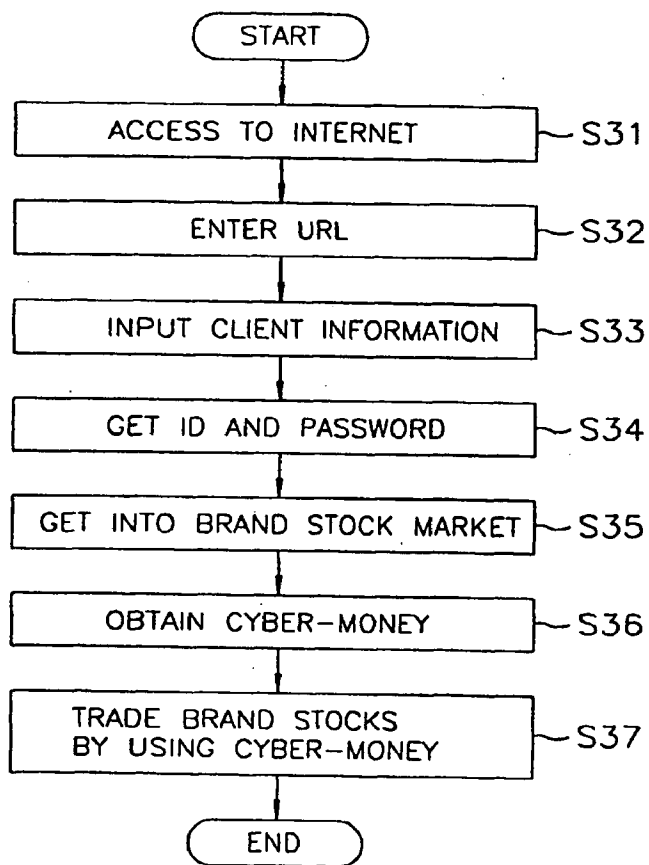 START
ACCESS TO INTERNET S31
ENTER URL S32
INPUT CLIENT INFORMATION S33
GET ID AND PASSWORD S34
GET INTO BRAND STOCK MARKET S35
OBTAIN CYBER-MONEY S36
TRADE BRAND STOCKS
BY USING CYBER-MONEY S37
END